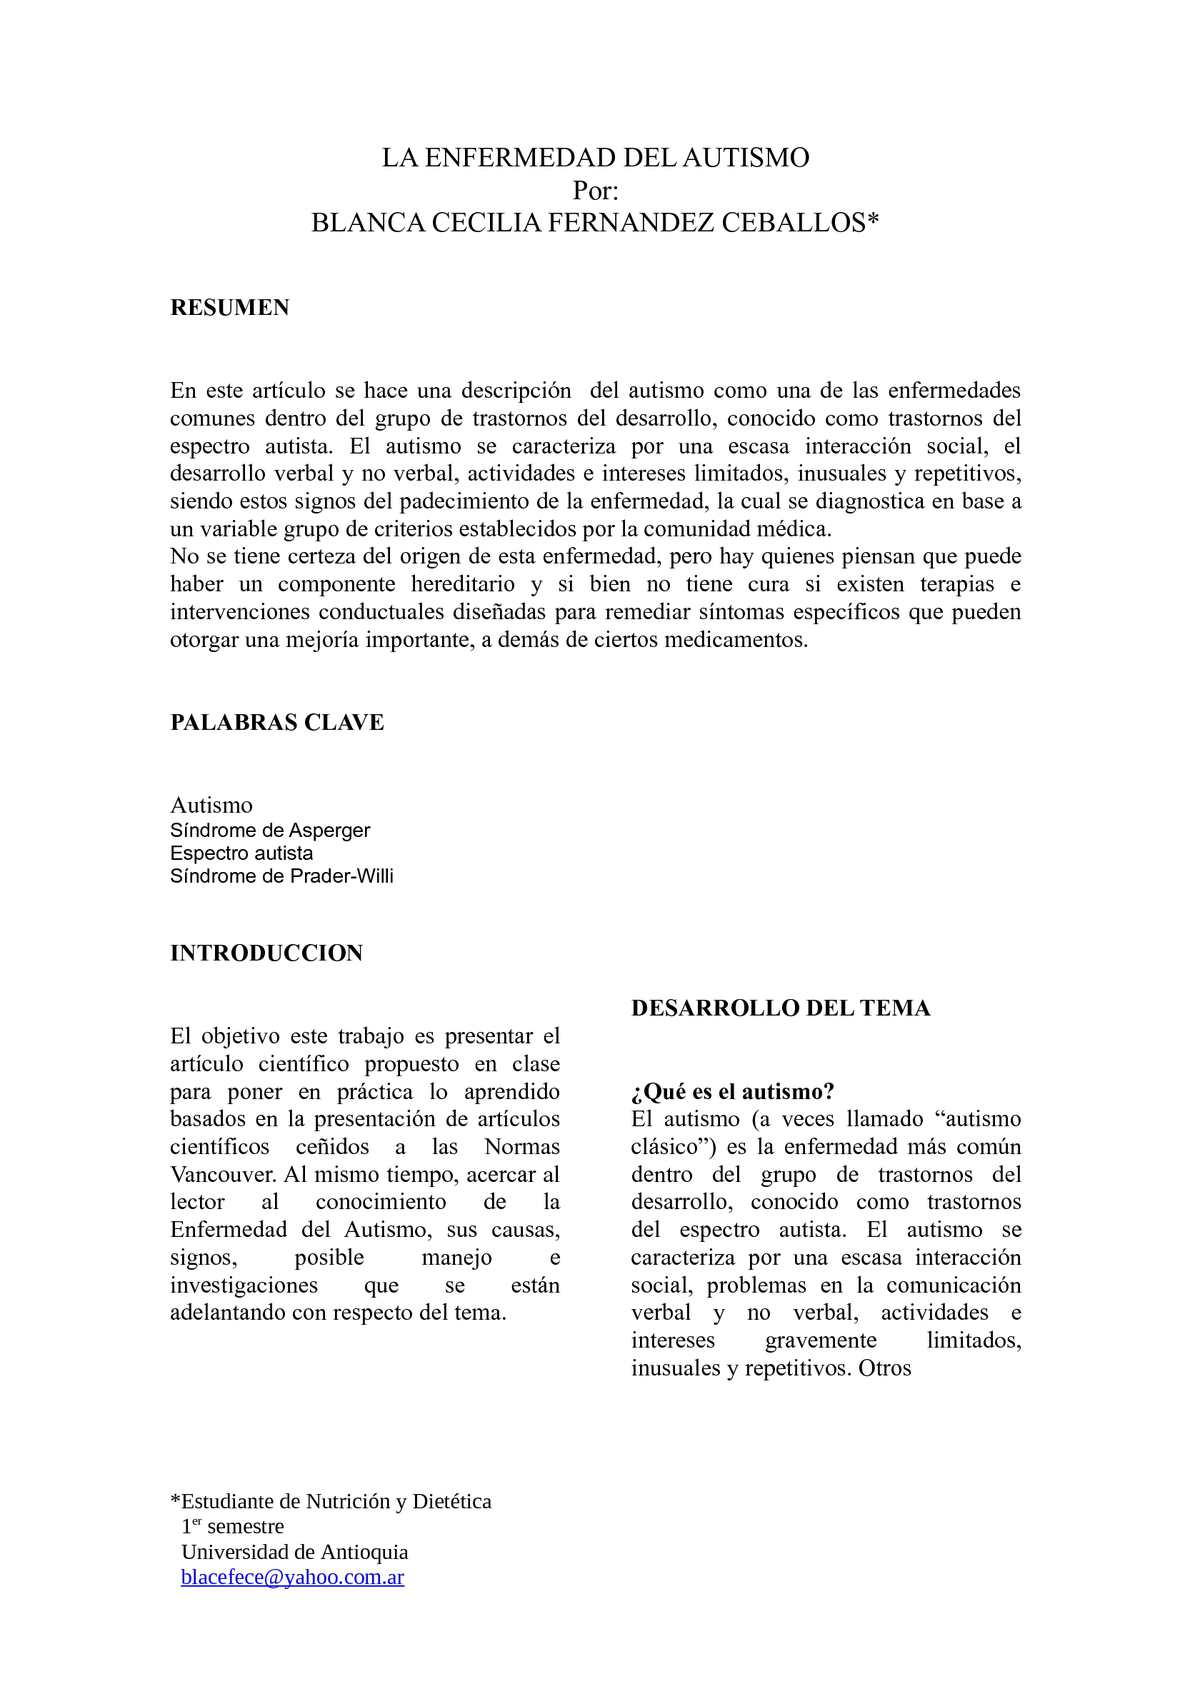 LA ENFERMEDAD DEL AUTISMO
Por:
BLANCA CECILIA FERNANDEZ CEBALLOS*
RESUMEN
En este artículo se hace una descripción  del autismo como una de las enfermedades
comunes dentro del grupo de trastornos del desarrollo, conocido como trastornos del
espectro autista. El autismo se caracteriza por una escasa interacción social, el
desarrollo verbal y no verbal, actividades e intereses limitados, inusuales y repetitivos,
siendo estos signos del padecimiento de la enfermedad, la cual se diagnostica en base a
un variable grupo de criterios establecidos por la comunidad médica.
No se tiene certeza del origen de esta enfermedad, pero hay quienes piensan que puede
haber un componente hereditario y si bien no tiene cura si existen terapias e
intervenciones conductuales diseñadas para remediar síntomas específicos que pueden
otorgar una mejoría importante, a demás de ciertos medicamentos.
PALABRAS CLAVE
Autismo
Síndrome de Asperger
Espectro autista
Síndrome de Prader-Willi
INTRODUCCION
El objetivo este trabajo es presentar el
artículo científico propuesto en clase
para poner en práctica lo aprendido
basados en la presentación de artículos
científicos ceñidos a las Normas
Vancouver. Al mismo tiempo, acercar al
lector al conocimiento de la
Enfermedad del Autismo, sus causas,
signos, posible manejo e
investigaciones que se están
adelantando con respecto del tema.
DESARROLLO DEL TEMA
¿Qué es el autismo?
El autismo (a veces llamado “autismo
clásico”) es la enfermedad más común
dentro del grupo de trastornos del
desarrollo, conocido como trastornos
del espectro autista. El autismo se
caracteriza por una escasa interacción
social, problemas en la comunicación
verbal y no verbal, actividades e
intereses gravemente limitados,
inusuales y repetitivos. Otros
*Estudiante de Nutrición y Dietética
1er semestre
Universidad de Antioquia
blacefece@yahoo.com.ar